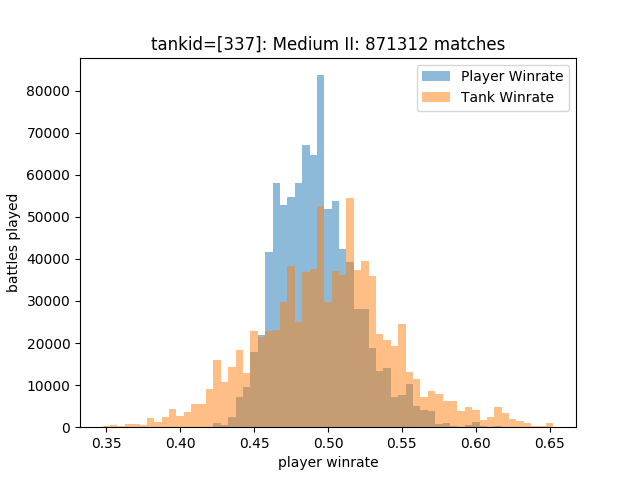 tankid=[337]: Medium II: 871312 matches
Player Winrate
Tank Winrate
battles played
80000
70000
60000
50000
40000
30000
20000
10000
0
0.35 0.40 0.45 0.50 0.55 0.60 0.65
player winrate